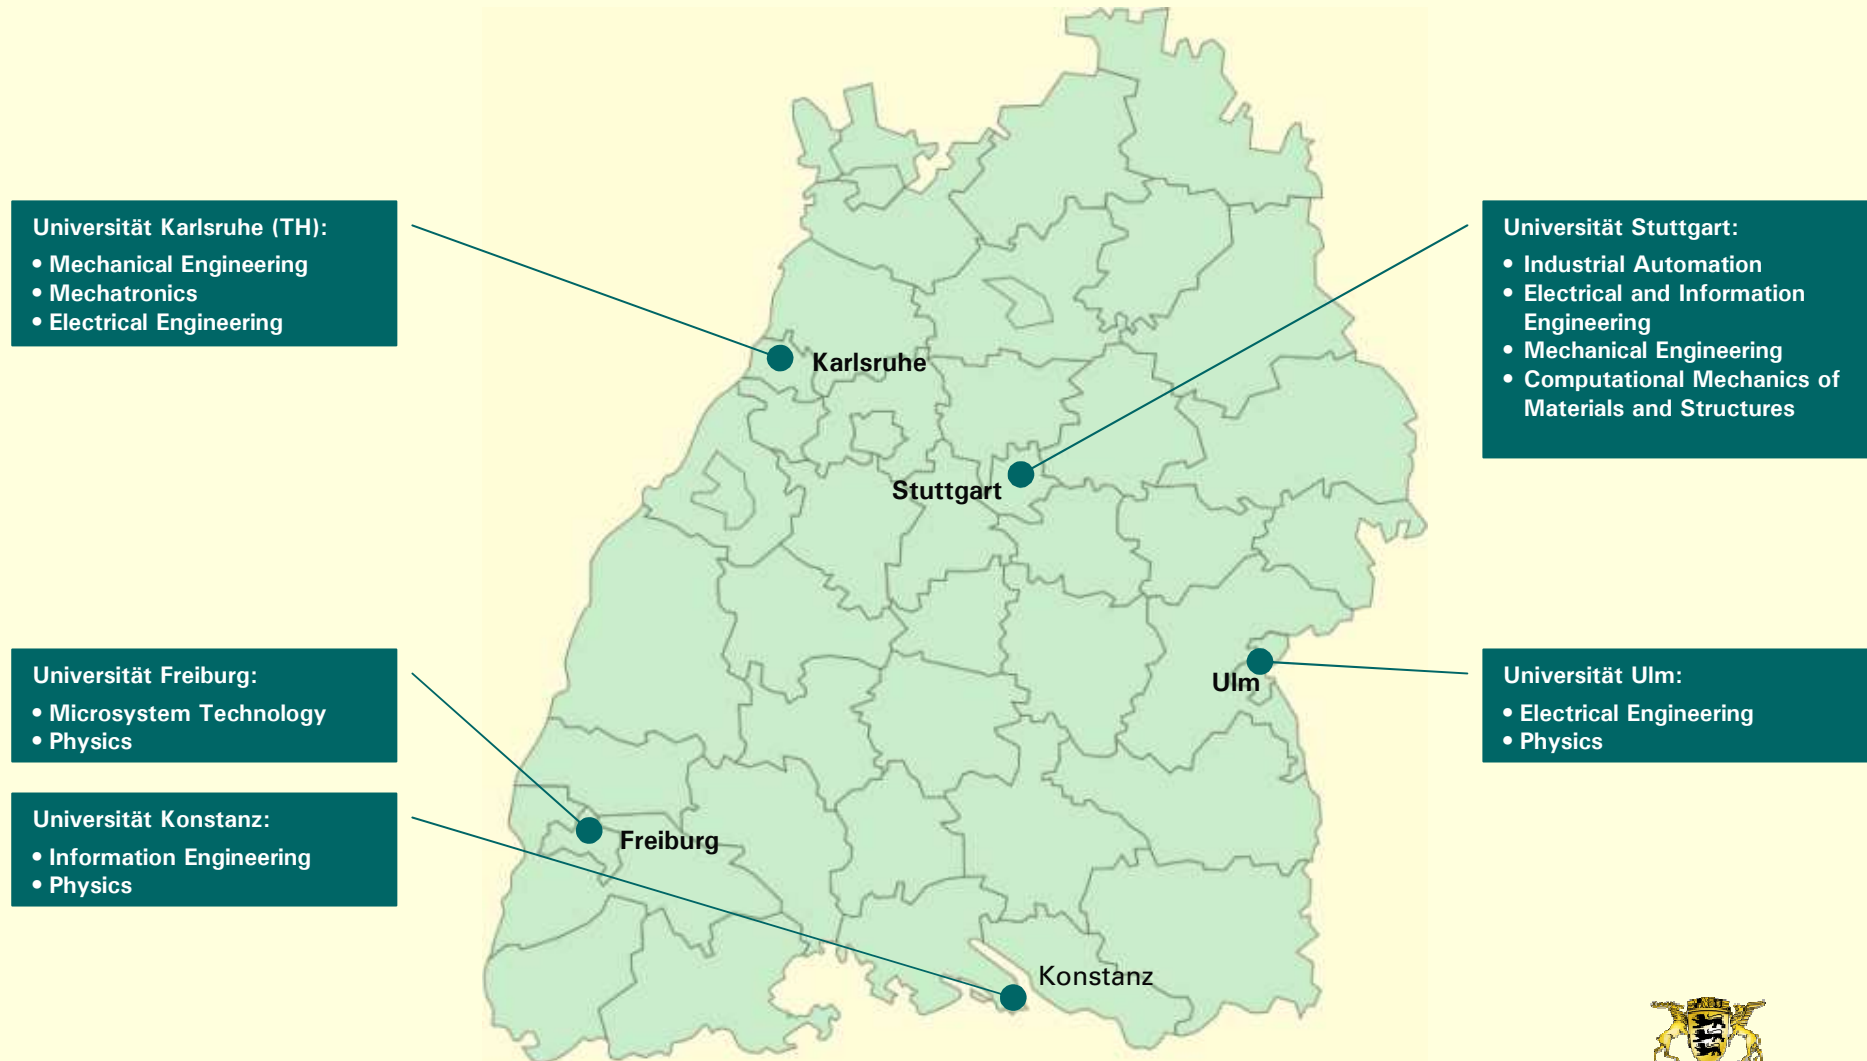 Universität Karlsruhe (TH):
• Mechanical Engineering
• Mechatronics
• Electrical Engineering
Universität Freiburg:
• Microsystem Technology
• Physics
Universität Konstanz:
• Information Engineering
• Physics
Karlsruhe
Stuttgart
Ulm
Freiburg
Konstanz
Universität Stuttgart:
• Industrial Automation
• Electrical and Information
Engineering
• Mechanical Engineering
• Computational Mechanics of
Materials and Structures
Universität Ulm:
• Electrical Engineering
• Physics